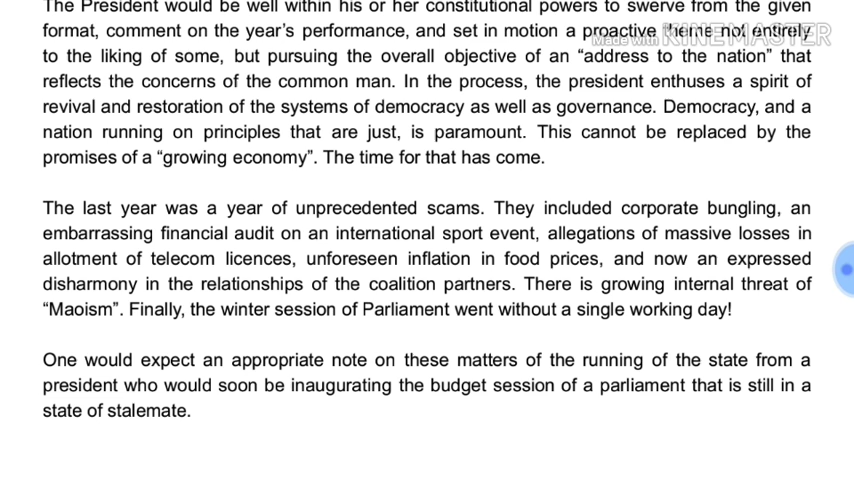 The President would be well within his or her constitutional powers to swerve from the given
format, comment on the year's performance, and set in motion a proactive theme not entirely
Made with KINEMASTER
to the liking of some, but pursuing the overall objective of an “address to the nation” that
reflects the concerns of the common man. In the process, the president enthuses a spirit of
revival and restoration of the systems of democracy as well as governance. Democracy, and a
nation running on principles that are just, is paramount. This cannot be replaced by the
promises of a “growing economy”. The time for that has come.
The last year was a year of unprecedented scams. They included corporate bungling, an
embarrassing financial audit on an international sport event, allegations of massive losses in
allotment of telecom licences, unforeseen inflation in food prices, and now an expressed
disharmony in the relationships of the coalition partners. There is growing internal threat of
“Maoism”. Finally, the winter session of Parliament went without a single working day!
One would expect an appropriate note on these matters of the running of the state from a
president who would soon be inaugurating the budget session of a parliament that is still in a
state of stalemate.